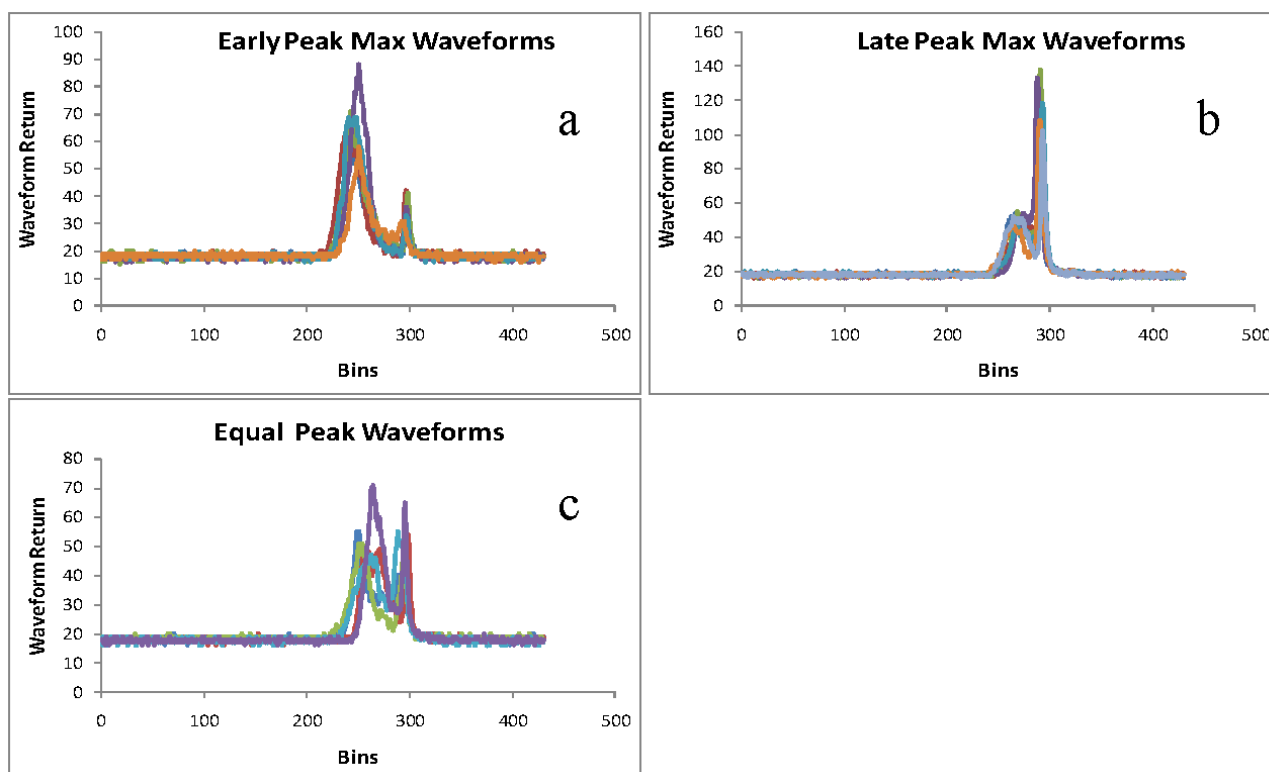 Early Peak Max Waveforms
a
Waveform Return
100
90
80
70
60
50
40
30
20
10
0
0 100 200 300 400 500
Bins
Late Peak Max Waveforms
b
Waveform Return
160
140
120
100
80
60
40
20
0
0 100 200 300 400 500
Bins
Equal Peak Waveforms
c
Waveform Return
80
70
60
50
40
30
20
10
0
0 100 200 300 400 500
Bins